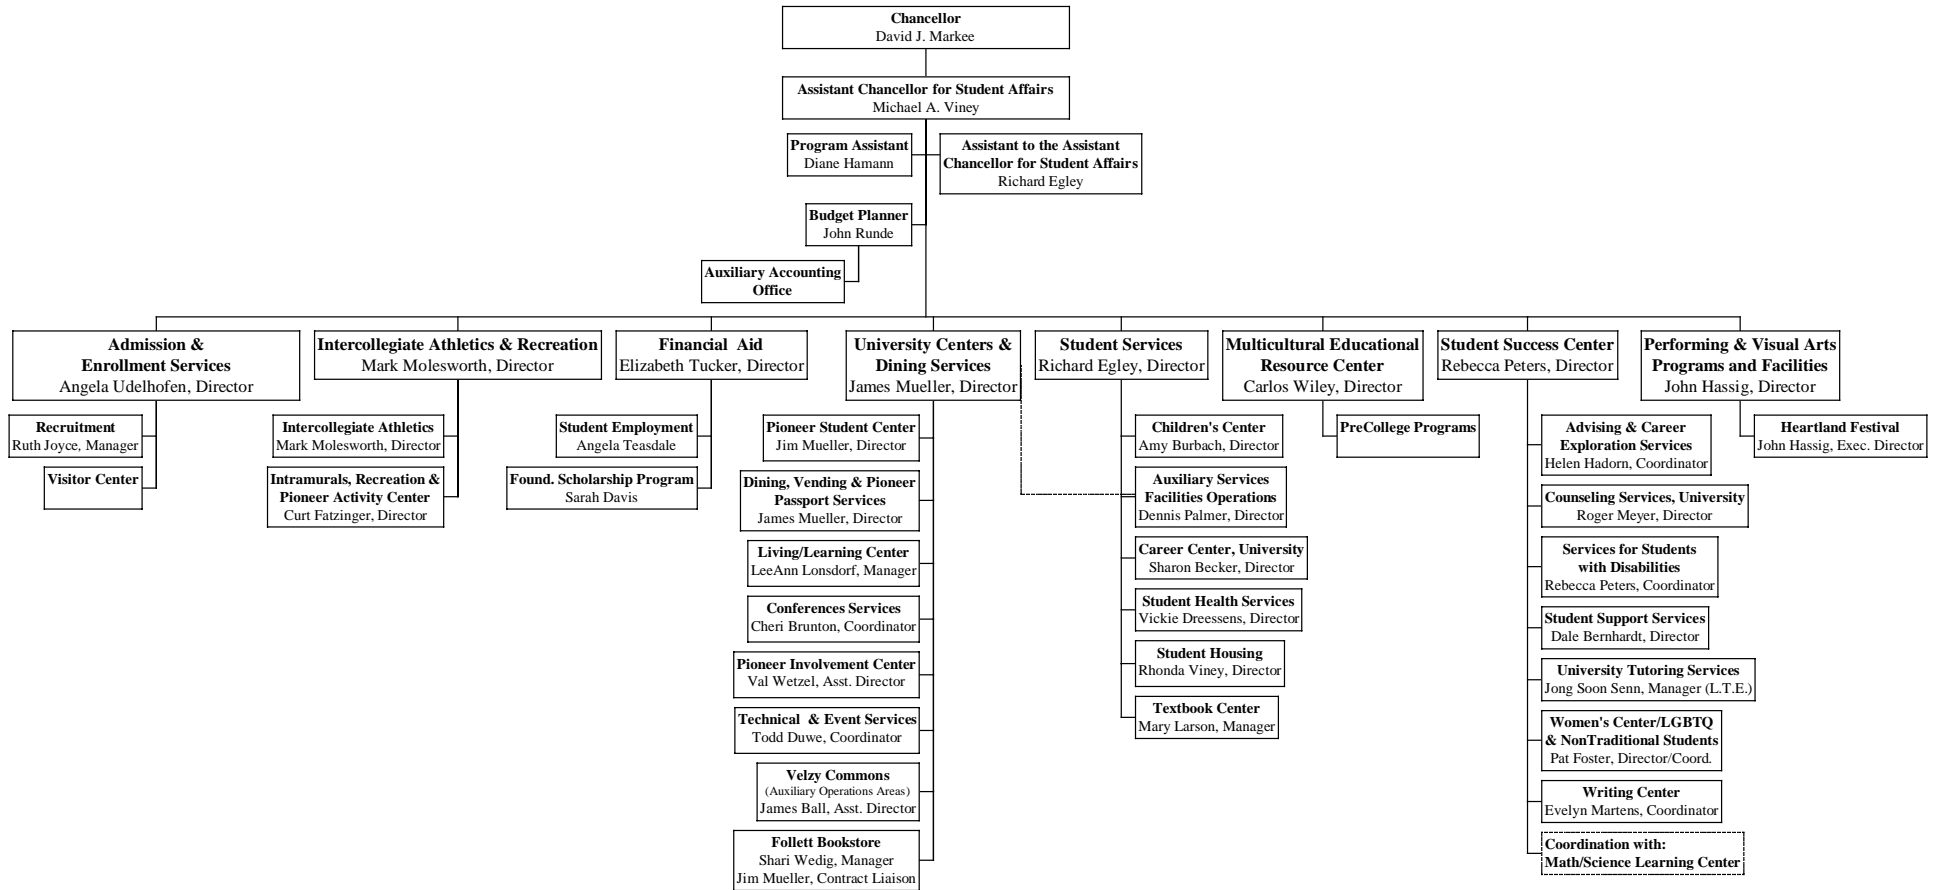 Chancellor
David J. Markee
Assistant Chancellor for Student Affairs
Michael A. Viney
Program Assistant
Diane Hamann
Assistant to the Assistant
Chancellor for Student Affairs
Richard Egley
Budget Planner
John Runde
Auxiliary Accounting
Office
Admission &
Enrollment Services
Angela Udelhofen, Director
Recruitment
Ruth Joyce, Manager
Visitor Center
Intercollegiate Athletics & Recreation
Mark Molesworth, Director
Intercollegiate Athletics
Mark Molesworth, Director
Intramurals, Recreation &
Pioneer Activity Center
Curt Fatzinger, Director
Financial Aid
Elizabeth Tucker, Director
Student Employment
Angela Teasdale
Found. Scholarship Program
Sarah Davis
University Centers &
Dining Services
James Mueller, Director
Pioneer Student Center
Jim Mueller, Director
Dining, Vending & Pioneer
Passport Services
James Mueller, Director
Living/Learning Center
LeeAnn Lonsdorf, Manager
Conferences Services
Cheri Brunton, Coordinator
Pioneer Involvement Center
Val Wetzel, Asst. Director
Technical & Event Services
Todd Duwe, Coordinator
Velzy Commons
(Auxiliary Operations Areas)
James Ball, Asst. Director
Follett Bookstore
Shari Wedig, Manager
Jim Mueller, Contract Liaison
Student Services
Richard Egley, Director
Children's Center
Amy Burbach, Director
Auxiliary Services
Facilities Operations
Dennis Palmer, Director
Career Center, University
Sharon Becker, Director
Student Health Services
Vickie Dreessens, Director
Student Housing
Rhonda Viney, Director
Textbook Center
Mary Larson, Manager
Multicultural Educational
Resource Center
Carlos Wiley, Director
PreCollege Programs
Student Success Center
Rebecca Peters, Director
Advising & Career
Exploration Services
Helen Hadorn, Coordinator
Counseling Services, University
Roger Meyer, Director
Services for Students
with Disabilities
Rebecca Peters, Coordinator
Student Support Services
Dale Bernhardt, Director
University Tutoring Services
Jong Soon Senn, Manager (L.T.E.)
Women's Center/LGBTQ
& NonTraditional Students
Pat Foster, Director/Coord.
Writing Center
Evelyn Martens, Coordinator
Coordination with:
Math/Science Learning Center
Performing & Visual Arts
Programs and Facilities
John Hassig, Director
Heartland Festival
John Hassig, Exec. Director